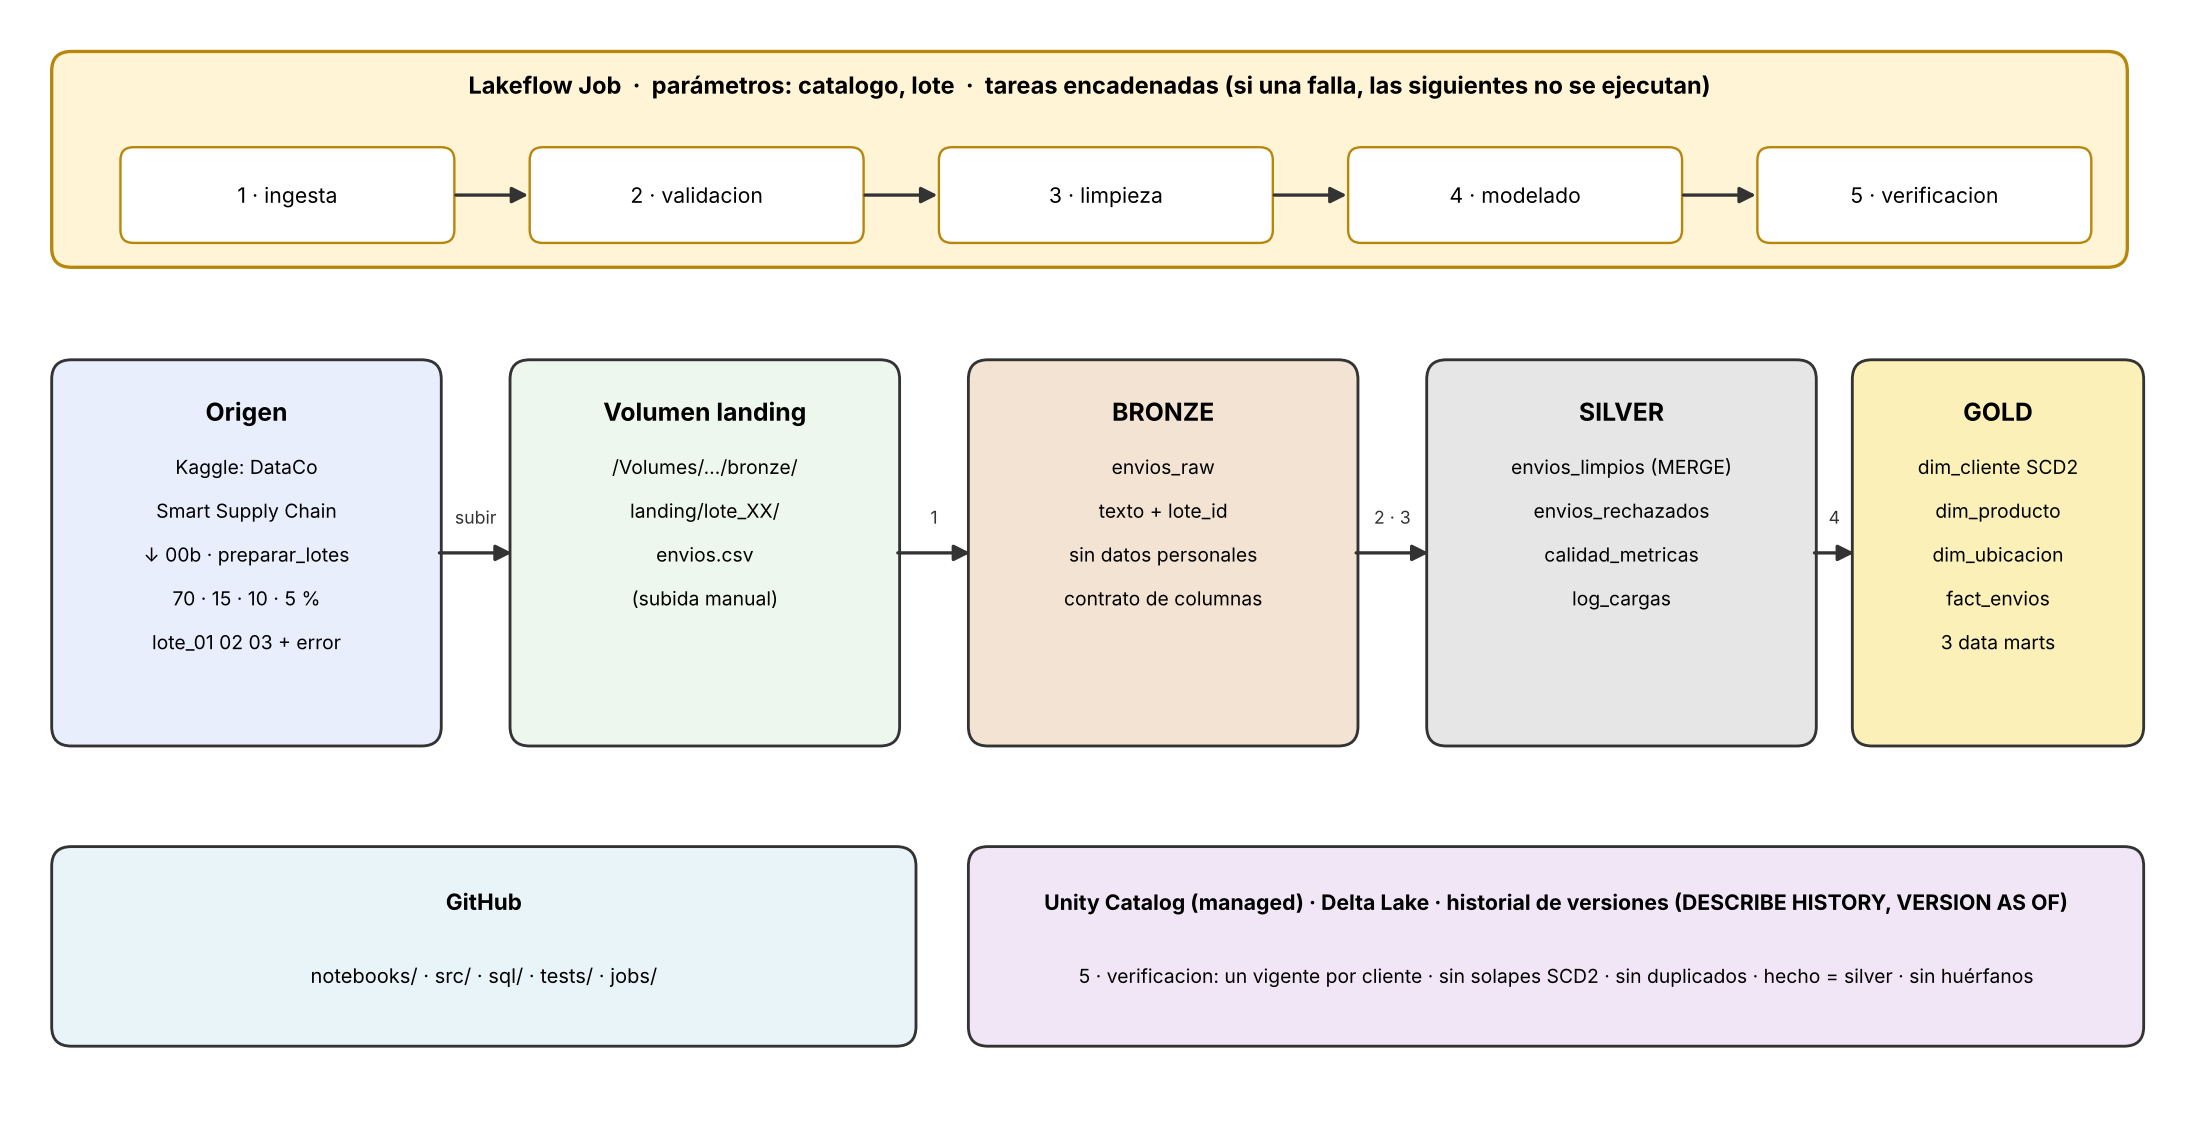 Lakeflow Job · parámetros: catalogo, lote · tareas encadenadas (si una falla, las siguientes no se ejecutan)
1 · ingesta
2 · validacion
3 · limpieza
4 · modelado
5 · verificacion
Origen
Kaggle: DataCo
Smart Supply Chain
↓ 00b · preparar_lotes
70 · 15 · 10 · 5 %
lote_01 02 03 + error
subir
Volumen landing
/Volumes/.../bronze/
landing/lote_XX/
envios.csv
(subida manual)
1
BRONZE
envios_raw
texto + lote_id
sin datos personales
contrato de columnas
2 · 3
SILVER
envios_limpios (MERGE)
envios_rechazados
calidad_metricas
log_cargas
4
GOLD
dim_cliente SCD2
dim_producto
dim_ubicacion
fact_envios
3 data marts
GitHub
notebooks/ · src/ · sql/ · tests/ · jobs/
Unity Catalog (managed) · Delta Lake · historial de versiones (DESCRIBE HISTORY, VERSION AS OF)
5 · verificacion: un vigente por cliente · sin solapes SCD2 · sin duplicados · hecho = silver · sin huérfanos